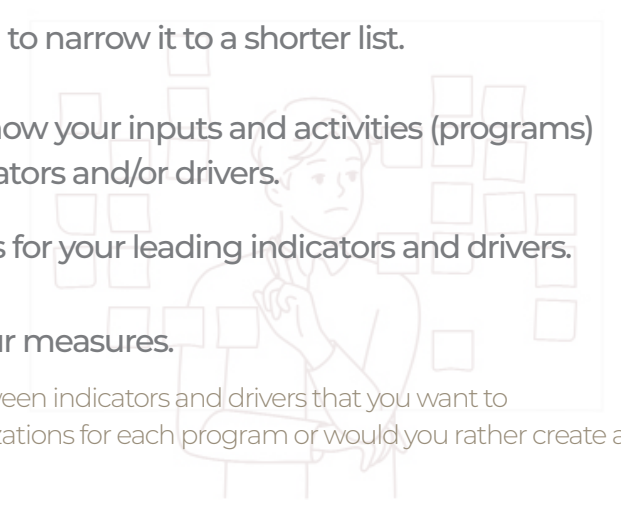 to narrow it to a shorter list.
how your inputs and activities (programs)
ators and/or drivers.
s for your leading indicators and drivers.
ur measures.
een indicators and drivers that you want to
zations for each program or would you rather create a